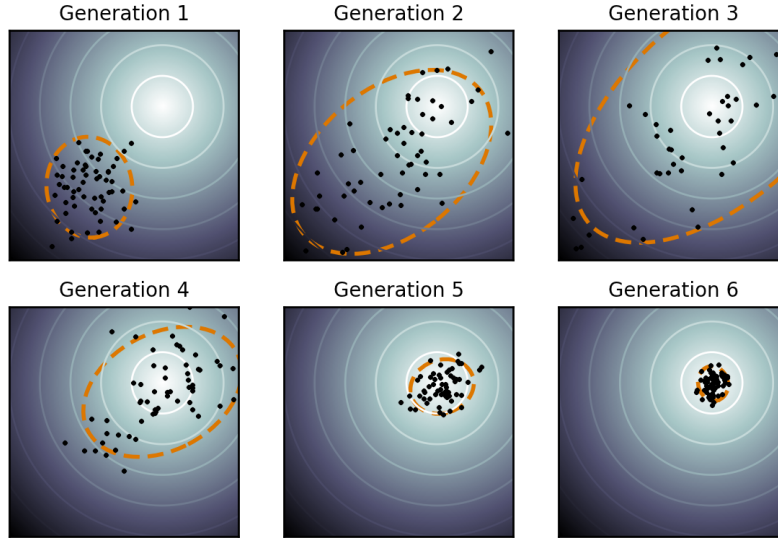 Generation 1
Generation 2
Generation 3
Generation 4
Generation 5
Generation 6